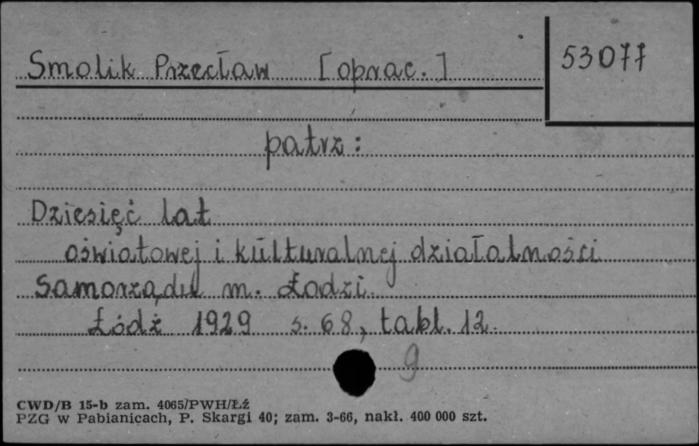 Smolik Przecław [oprac.]
53077
patrz:
Dziesięć lat
oświatowej i kulturalnej działalności
Samorządu m. Łodzi.
Łódź 1929 s. 68, tabl. 12.
9
CWD/B 15-b zam. 4065/PWH/Łź
PZG w Pabianicach, P. Skargi 40; zam. 3-66, nakł. 400 000 szt.